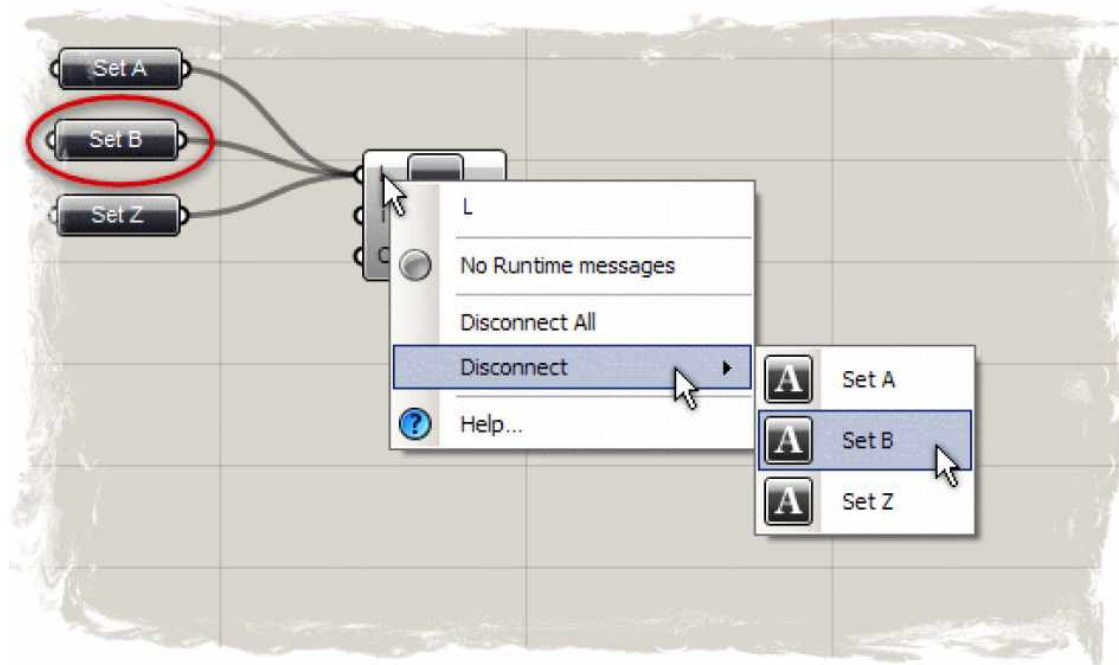 Set A
Set B
Set Z
L
No Runtime messages
Disconnect All
Disconnect
Help...
Set A
Set B
Set Z